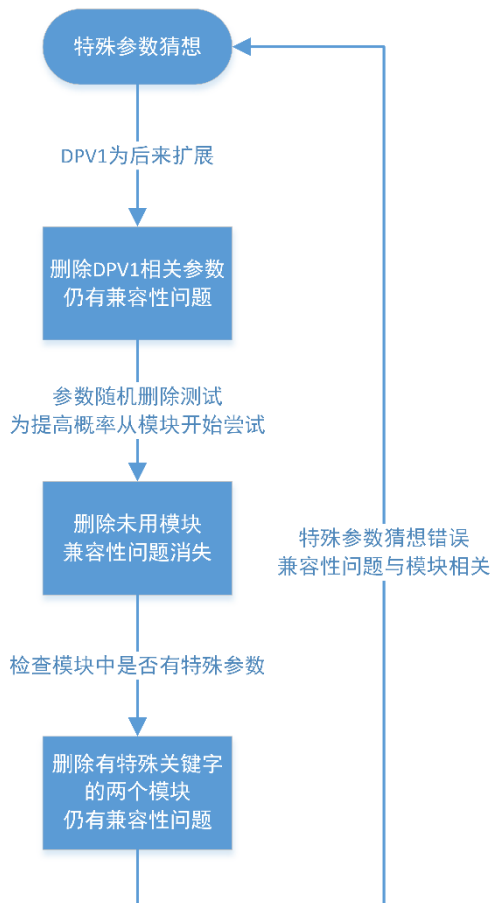 特殊参数猜想
DPV1为后来扩展
删除DPV1相关参数
仍有兼容性问题
参数随机删除测试
为提高概率从模块开始尝试
删除未用模块
兼容性问题消失
特殊参数猜想错误
兼容性问题与模块相关
检查模块中是否有特殊参数
删除有特殊关键字
的两个模块
仍有兼容性问题